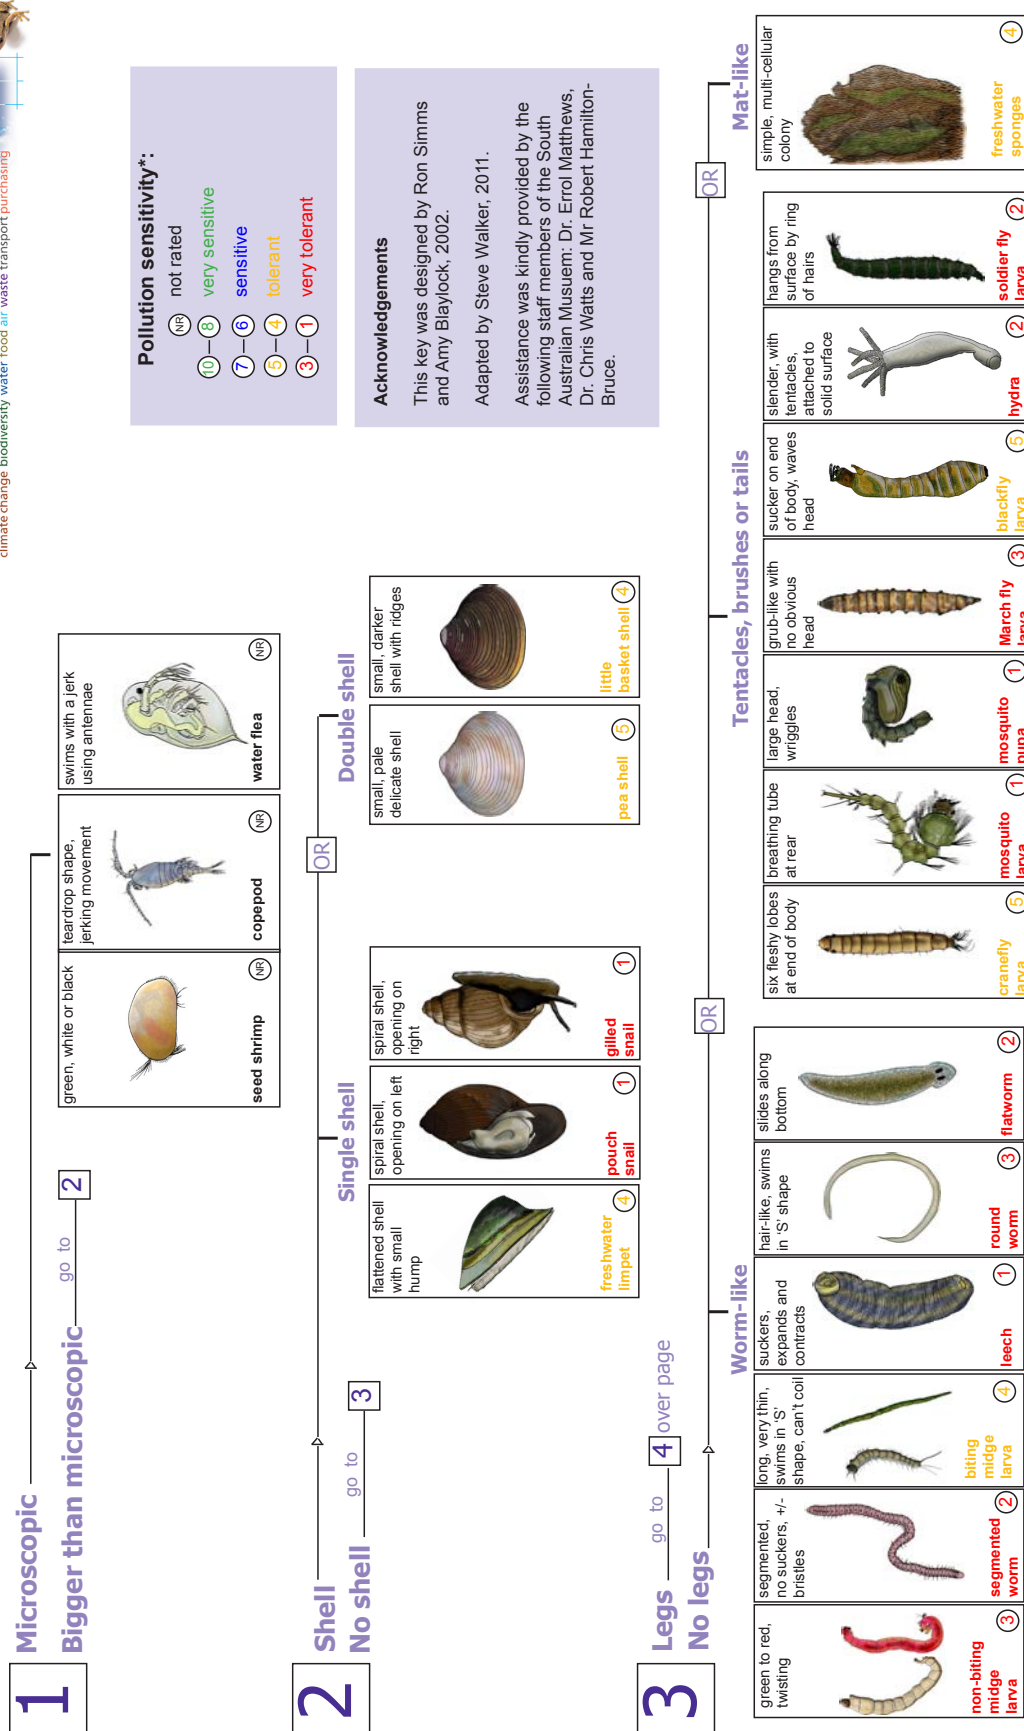 climate change biodiversity water food air waste transport purchasing
1
Microscopic
Bigger than microscopic
go to
2
green, white or black
seed shrimp
NR
teardrop shape,
jerking movement
copepod
NR
swims with a jerk
using antennae
water flea
NR
Pollution sensitivity*:
NR not rated
10 8 very sensitive
7 6 sensitive
5 4 tolerant
3 1 very tolerant
Acknowledgements
This key was designed by Ron Simms
and Amy Blaylock, 2002.
Adapted by Steve Walker, 2011.
Assistance was kindly provided by the
following staff members of the South
Australian Musuem: Dr. Errol Mathews,
Dr. Chris Watts and Mr Robert Hamilton-
Bruce.
2
Shell
No shell
go to
3
Single shell
OR
Double shell
flattened shell
with small
hump
freshwater
limpet
4
spiral shell,
opening on left
pouch
snail
1
spiral shell,
opening on
right
gilled
snail
1
small, pale
delicate shell
pea shell
5
small, darker
shell with ridges
little
basket shell
4
3
Legs
go to
4
over page
No legs
Worm-like
OR
Tentacles, brushes or tails
OR
Mat-like
green to red,
twisting
non-biting
midge
larva
3
segmented,
no suckers, +/-
bristles
segmented
worm
2
long, very thin,
swims in ‘S’
shape, can’t coil
biting
midge
larva
4
suckers,
expands and
contracts
leech
1
hair-like, swims
in ‘S’ shape
round
worm
3
slides along
bottom
flatworm
2
six fleshy lobes
at end of body
cranefly
larva
5
breathing tube
at rear
mosquito
larva
1
large head,
wriggles
mosquito
pupa
1
grub-like with
no obvious
head
March fly
larva
3
sucker on end
of body, waves
head
blackfly
larva
5
slender, with
tentacles,
attached to
solid surface
hydra
2
hangs from
surface by ring
of hairs
soldier fly
larva
2
simple, multi-cellular
colony
freshwater
sponges
4